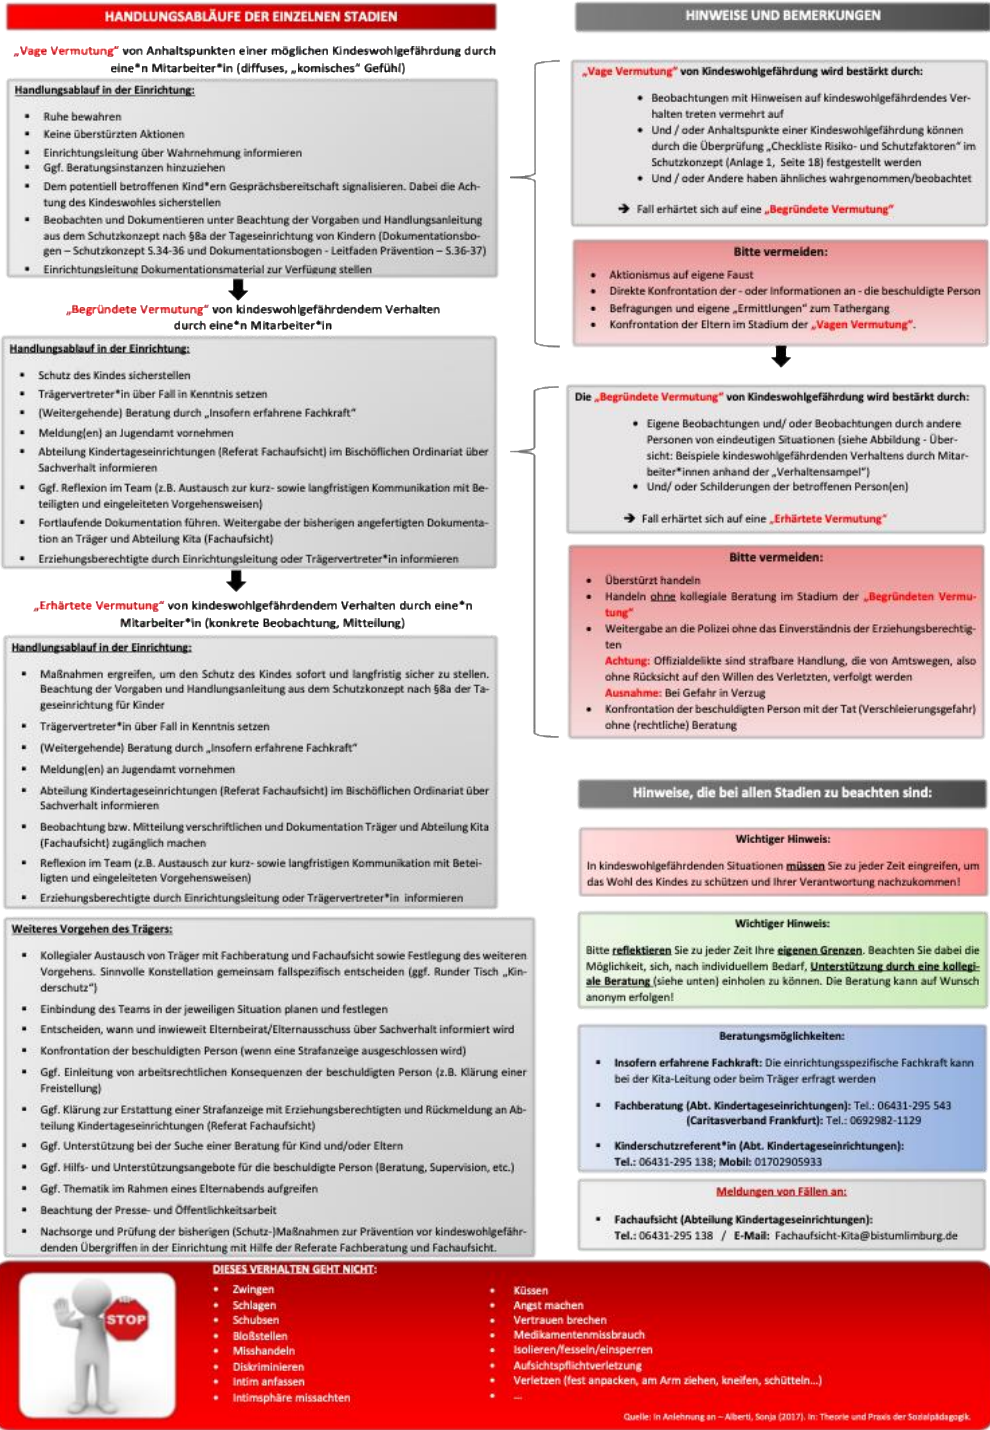 HANDLUNGSABLÄUFE DER EINZELNEN STADIEN
„Vage Vermutung“ von Anhaltspunkten einer möglichen Kindeswohlgefährdung durch
eine*n Mitarbeiter*in (diffuses, „komisches“ Gefühl)
Handlungsablauf in der Einrichtung:
▪ Ruhe bewahren
▪ Keine überstürzten Aktionen
▪ Einrichtungsleitung über Wahrnehmung informieren
▪ Ggf. Beratungsinstanzen hinzuziehen
▪ Dem potentiell betroffenen Kind*ern Gesprächsbereitschaft signalisieren. Dabei die Ach-
tung des Kindeswohles sicherstellen
▪ Beobachten und Dokumentieren unter Beachtung der Vorgaben und Handlungsanleitung
aus dem Schutzkonzept nach §8a der Tageseinrichtung von Kindern (Dokumentationsbo-
gen – Schutzkonzept S.34-36 und Dokumentationsbogen - Leitfaden Prävention – S.36-37)
▪ Einrichtungsleitung Dokumentationsmaterial zur Verfügung stellen
„Begründete Vermutung“ von kindeswohlgefährdendem Verhalten
durch eine*n Mitarbeiter*in
Handlungsablauf in der Einrichtung:
▪ Schutz des Kindes sicherstellen
▪ Trägervertreter*in über Fall in Kenntnis setzen
▪ (Weitergehende) Beratung durch „Insofern erfahrene Fachkraft“
▪ Meldung(en) an Jugendamt vornehmen
▪ Abteilung Kindertageseinrichtungen (Referat Fachaufsicht) im Bischöflichen Ordinariat über
Sachverhalt informieren
▪ Ggf. Reflexion im Team (z.B. Austausch zur kurz- sowie langfristigen Kommunikation mit Be-
teiligten und eingeleiteten Vorgehensweisen)
▪ Fortlaufende Dokumentation führen. Weitergabe der bisherigen angefertigten Dokumenta-
tion an Träger und Abteilung Kita (Fachaufsicht)
▪ Erziehungsberechtigte durch Einrichtungsleitung oder Trägervertreter*in informieren
„Erhärtete Vermutung“ von kindeswohlgefährdendem Verhalten durch eine*n
Mitarbeiter*in (konkrete Beobachtung, Mitteilung)
Handlungsablauf in der Einrichtung:
▪ Maßnahmen ergreifen, um den Schutz des Kindes sofort und langfristig sicher zu stellen.
Beachtung der Vorgaben und Handlungsanleitung aus dem Schutzkonzept nach §8a der Ta-
geseinrichtung für Kinder
▪ Trägervertreter*in über Fall in Kenntnis setzen
▪ (Weitergehende) Beratung durch „Insofern erfahrene Fachkraft“
▪ Meldung(en) an Jugendamt vornehmen
▪ Abteilung Kindertageseinrichtungen (Referat Fachaufsicht) im Bischöflichen Ordinariat über
Sachverhalt informieren
▪ Beobachtung bzw. Mitteilung verschriftlichen und Dokumentation Träger und Abteilung Kita
(Fachaufsicht) zugänglich machen
▪ Reflexion im Team (z.B. Austausch zur kurz- sowie langfristigen Kommunikation mit Betei-
ligten und eingeleiteten Vorgehensweisen)
▪ Erziehungsberechtigte durch Einrichtungsleitung oder Trägervertreter*in informieren
Weiteres Vorgehen des Trägers:
▪ Kollegialer Austausch von Träger mit Fachberatung und Fachaufsicht sowie Festlegung des weiteren
Vorgehens. Sinnvolle Konstellation gemeinsam fallspezifisch entscheiden (ggf. Runder Tisch „Kin-
derschutz“)
▪ Einbindung des Teams in der jeweiligen Situation planen und festlegen
▪ Entscheiden, wann und inwieweit Elternbeirat/Elternausschuss über Sachverhalt informiert wird
▪ Konfrontation der beschuldigten Person (wenn eine Strafanzeige ausgeschlossen wird)
▪ Ggf. Einleitung von arbeitsrechtlichen Konsequenzen der beschuldigten Person (z.B. Klärung einer
Freistellung)
▪ Ggf. Klärung zur Erstattung einer Strafanzeige mit Erziehungsberechtigten und Rückmeldung an Ab-
teilung Kindertageseinrichtungen (Referat Fachaufsicht)
▪ Ggf. Unterstützung bei der Suche einer Beratung für Kind und/oder Eltern
▪ Ggf. Hilfs- und Unterstützungsangebote für die beschuldigte Person (Beratung, Supervision, etc.)
▪ Ggf. Thematik im Rahmen eines Elternabends aufgreifen
▪ Beachtung der Presse- und Öffentlichkeitsarbeit
▪ Nachsorge und Prüfung der bisherigen (Schutz-)Maßnahmen zur Prävention vor kindeswohlgefähr-
denden Übergriffen in der Einrichtung mit Hilfe der Referate Fachberatung und Fachaufsicht.
HINWEISE UND BEMERKUNGEN
„Vage Vermutung“ von Kindeswohlgefährdung wird bestärkt durch:
• Beobachtungen mit Hinweisen auf kindeswohlgefährdendes Ver-
halten treten vermehrt auf
• Und / oder Anhaltspunkte einer Kindeswohlgefährdung können
durch die Überprüfung „Checkliste Risiko- und Schutzfaktoren“ im
Schutzkonzept (Anlage 1, Seite 18) festgestellt werden
• Und / oder Andere haben ähnliches wahrgenommen/beobachtet
➔ Fall erhärtet sich auf eine „Begründete Vermutung“
Bitte vermeiden:
• Aktionismus auf eigene Faust
• Direkte Konfrontation der - oder Informationen an - die beschuldigte Person
• Befragungen und eigene „Ermittlungen“ zum Tathergang
• Konfrontation der Eltern im Stadium der „Vagen Vermutung“.
Die „Begründete Vermutung“ von Kindeswohlgefährdung wird bestärkt durch:
• Eigene Beobachtungen und/ oder Beobachtungen durch andere
Personen von eindeutigen Situationen (siehe Abbildung - Über-
sicht: Beispiele kindeswohlgefährdenden Verhaltens durch Mitar-
beiter*innen anhand der „Verhaltensampel“)
• Und/ oder Schilderungen der betroffenen Person(en)
➔ Fall erhärtet sich auf eine „Erhärtete Vermutung“
Bitte vermeiden:
• Überstürzt handeln
• Handeln ohne kollegiale Beratung im Stadium der „Begründeten Vermu-
tung“
• Weitergabe an die Polizei ohne das Einverständnis der Erziehungsberechtig-
ten
Achtung: Offizialdelikte sind strafbare Handlung, die von Amtswegen, also
ohne Rücksicht auf den Willen des Verletzten, verfolgt werden
Ausnahme: Bei Gefahr in Verzug
• Konfrontation der beschuldigten Person mit der Tat (Verschleierungsgefahr)
ohne (rechtliche) Beratung
Hinweise, die bei allen Stadien zu beachten sind:
Wichtiger Hinweis:
In kindeswohlgefährdenden Situationen müssen Sie zu jeder Zeit eingreifen, um
das Wohl des Kindes zu schützen und Ihrer Verantwortung nachzukommen!
Wichtiger Hinweis:
Bitte reflektieren Sie zu jeder Zeit Ihre eigenen Grenzen. Beachten Sie dabei die
Möglichkeit, sich, nach individuellem Bedarf, Unterstützung durch eine kollegi-
ale Beratung (siehe unten) einholen zu können. Die Beratung kann auf Wunsch
anonym erfolgen!
Beratungsmöglichkeiten:
▪ Insofern erfahrene Fachkraft: Die einrichtungsspezifische Fachkraft kann
bei der Kita-Leitung oder beim Träger erfragt werden
▪ Fachberatung (Abt. Kindertageseinrichtungen): Tel.: 06431-295 543
(Caritasverband Frankfurt): Tel.: 0692982-1129
▪ Kinderschutzreferent*in (Abt. Kindertageseinrichtungen):
Tel.: 06431-295 138; Mobil: 01702905933
Meldungen von Fällen an:
▪ Fachaufsicht (Abteilung Kindertageseinrichtungen):
Tel.: 06431-295 138 / E-Mail: Fachaufsicht-Kita@bistumlimburg.de
STOP
DIESES VERHALTEN GEHT NICHT:
• Zwingen
• Schlagen
• Schubsen
• Bloßstellen
• Misshandeln
• Diskriminieren
• Intim anfassen
• Intimsphäre missachten
• Küssen
• Angst machen
• Vertrauen brechen
• Medikamentenmissbrauch
• Isolieren/fesseln/einsperren
• Aufsichtspflichtverletzung
• Verletzen (fest anpacken, am Arm ziehen, kneifen, schütteln...)
• ...
Quelle: in Anlehnung an – Alberti, Sonja (2017). In: Theorie und Praxis der Sozialpädagogik.